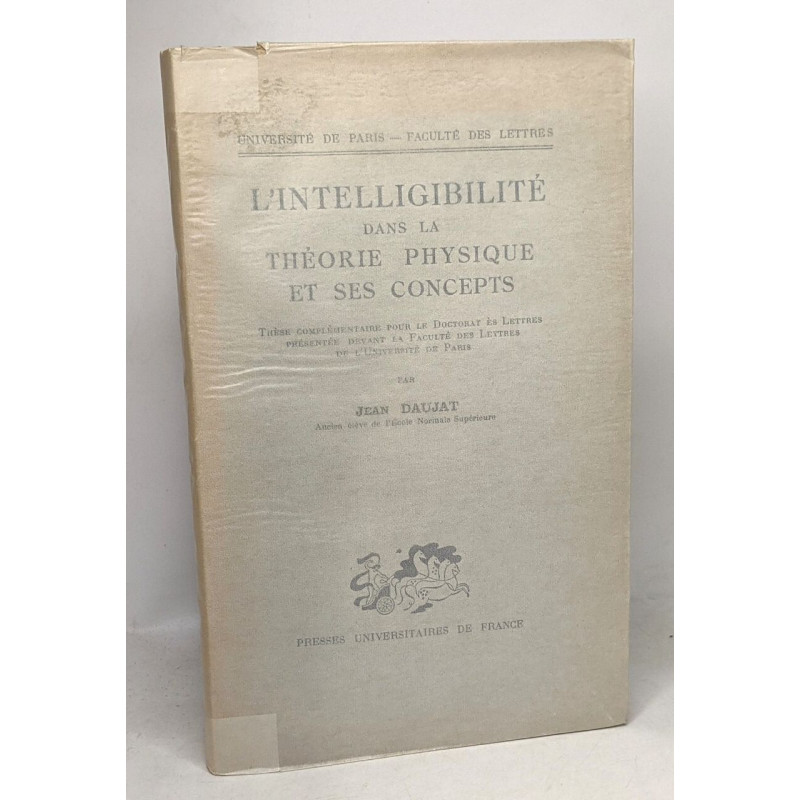 UNIVERSITÉ DE PARIS — FACULTÉ DES LETTRES
L'INTELLIGIBILITÉ
DANS LA
THÉORIE PHYSIQUE
ET SES CONCEPTS
THÈSE COMPLÉMENTAIRE POUR LE DOCTORAT ÈS LETTRES
PRÉSENTÉE DEVANT LA FACULTÉ DES LETTRES
DE L'UNIVERSITÉ DE PARIS
PAR
JEAN DAUJAT
Ancien élève de l'École Normale Supérieure
PRESSES UNIVERSITAIRES DE FRANCE